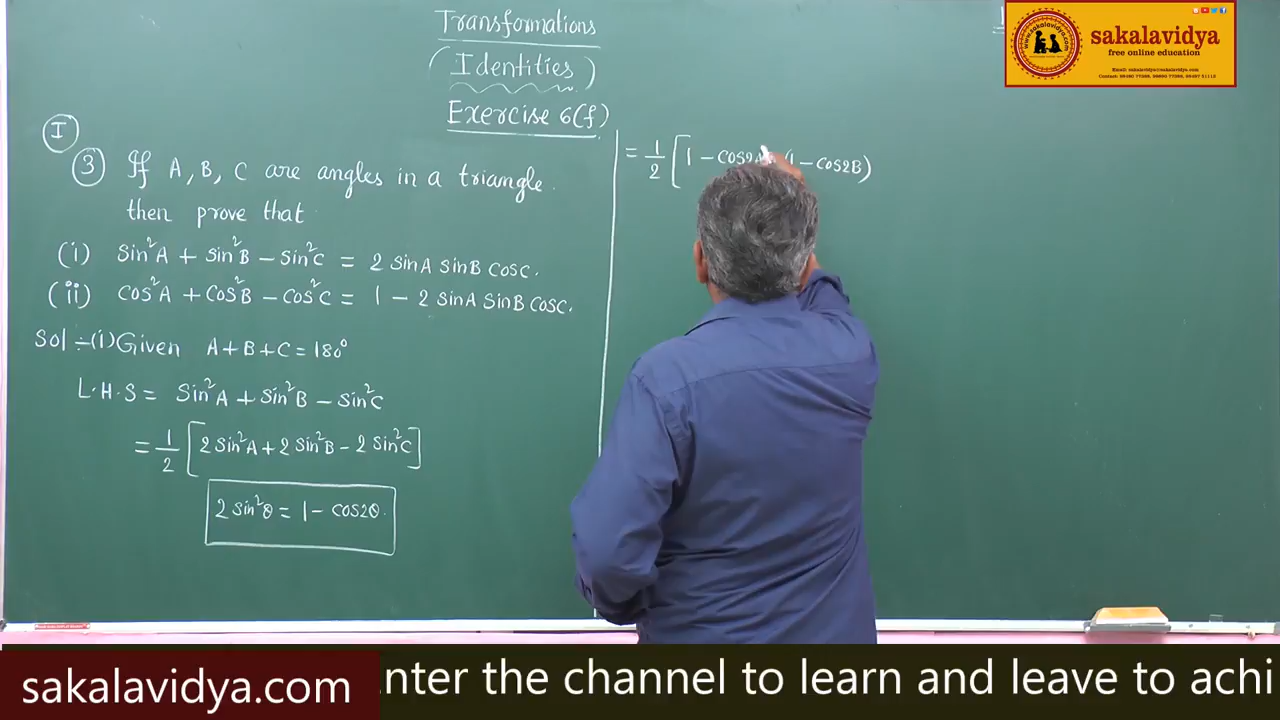 Transformations
(Identities)
Exercise 6(f)
I
3 If A, B, C are angles in a triangle
then prove that
(i) Sin²A + Sin²B – Sin²C = 2 SinA SinB CosC.
(ii) Cos²A + Cos²B – Cos²C = 1 – 2 SinA SinB CosC.
Sol :- (i) Given A+B+C = 180°
L.H.S = Sin²A + Sin²B – Sin²C
= 1/2 [2 Sin²A + 2 Sin²B – 2 Sin²C]
2 Sin²θ = 1 – Cos2θ.
= 1/2 [1 – Cos2A (1 – Cos2B)
sakalavidya
free online education
sakalavidya.com
enter the channel to learn and leave to achi